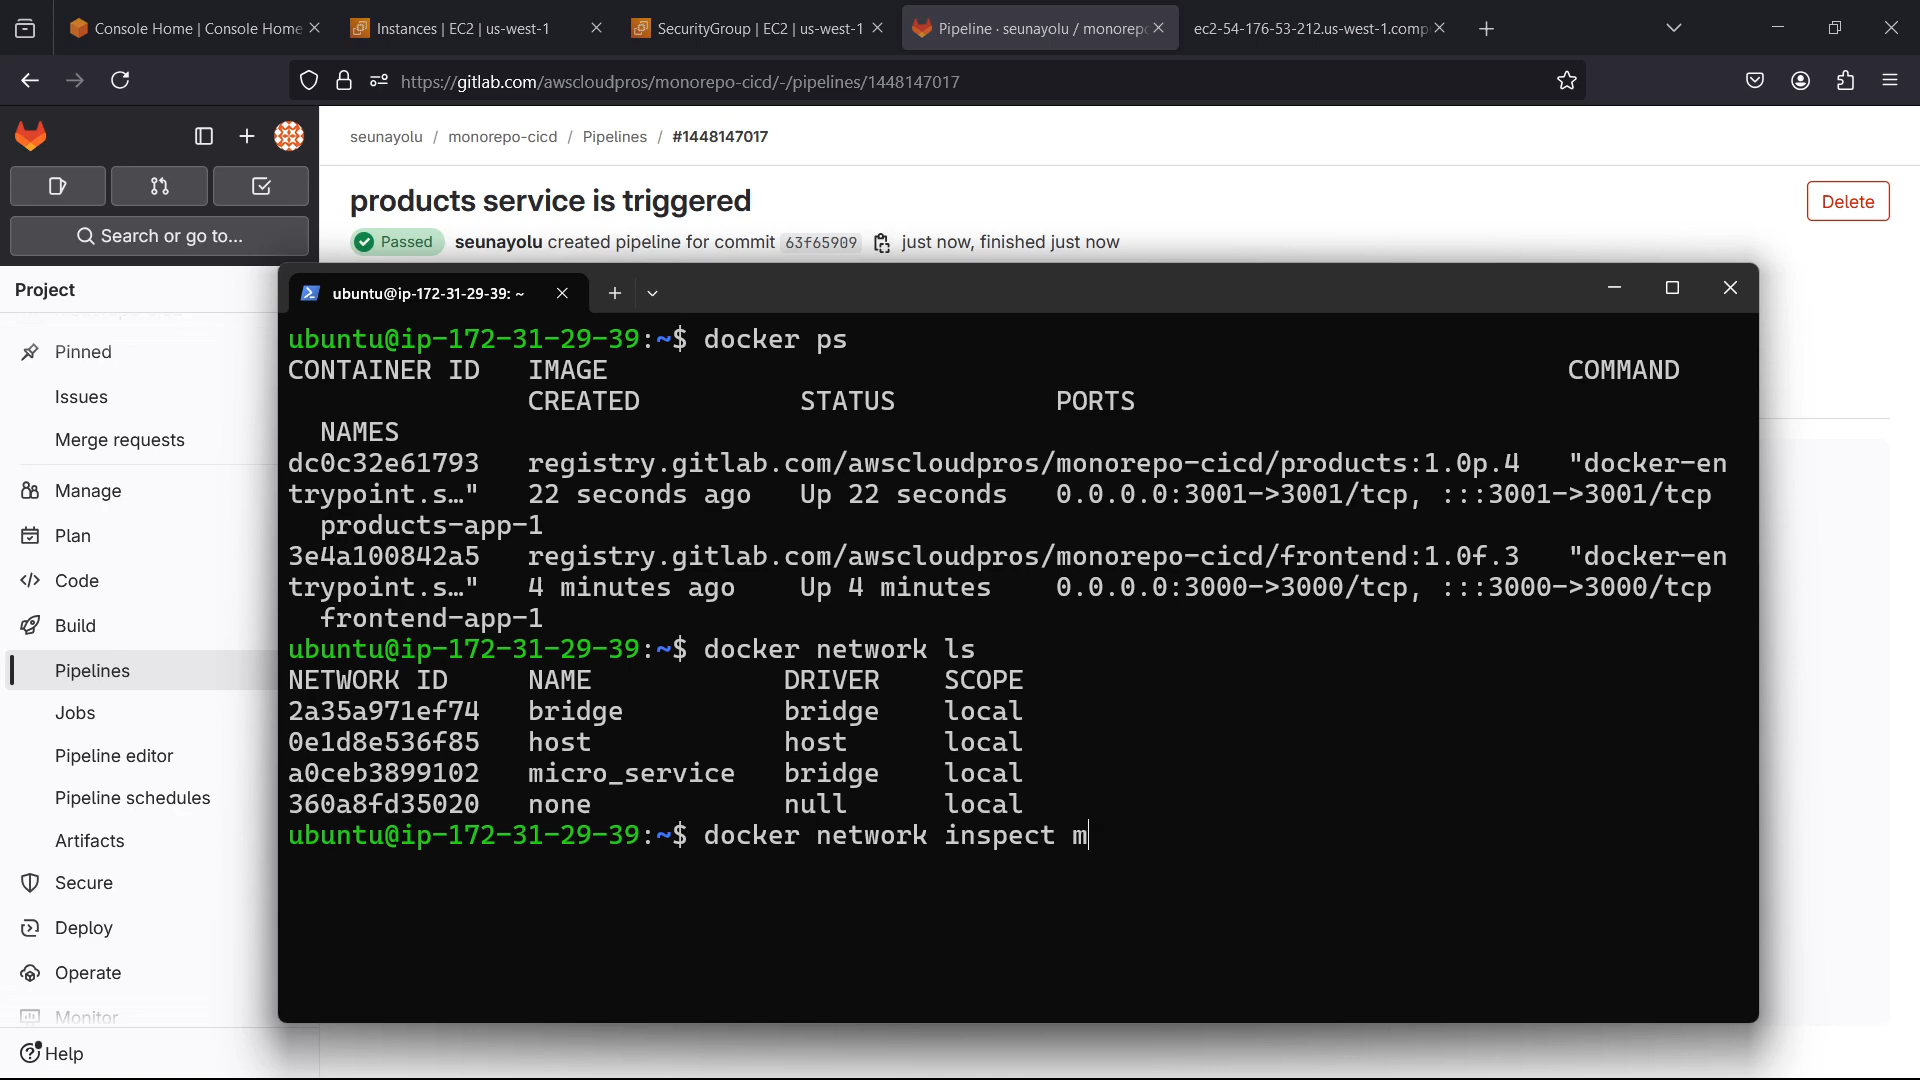 Console Home | Console Home
Instances | EC2 | us-west-1
SecurityGroup | EC2 | us-west-1
Pipeline · seunayolu / monorepo
ec2-54-176-53-212.us-west-1.comp
https://gitlab.com/awscloudpros/monorepo-cicd/-/pipelines/1448147017
seunayolu / monorepo-cicd / Pipelines / #1448147017
Search or go to...
products service is triggered
Delete
Passed seunayolu created pipeline for commit 63f65909 just now, finished just now
Project
Pinned
Issues
Merge requests
Manage
Plan
Code
Build
Pipelines
Jobs
Pipeline editor
Pipeline schedules
Artifacts
Secure
Deploy
Operate
Monitor
Help
ubuntu@ip-172-31-29-39: ~
ubuntu@ip-172-31-29-39:~$ docker ps
CONTAINER ID IMAGE COMMAND
CREATED STATUS PORTS
NAMES
dc0c32e61793 registry.gitlab.com/awscloudpros/monorepo-cicd/products:1.0p.4 "docker-en
trypoint.s…" 22 seconds ago Up 22 seconds 0.0.0.0:3001->3001/tcp, :::3001->3001/tcp
products-app-1
3e4a100842a5 registry.gitlab.com/awscloudpros/monorepo-cicd/frontend:1.0f.3 "docker-en
trypoint.s…" 4 minutes ago Up 4 minutes 0.0.0.0:3000->3000/tcp, :::3000->3000/tcp
frontend-app-1
ubuntu@ip-172-31-29-39:~$ docker network ls
NETWORK ID NAME DRIVER SCOPE
2a35a971ef74 bridge bridge local
0e1d8e536f85 host host local
a0ceb3899102 micro_service bridge local
360a8fd35020 none null local
ubuntu@ip-172-31-29-39:~$ docker network inspect m